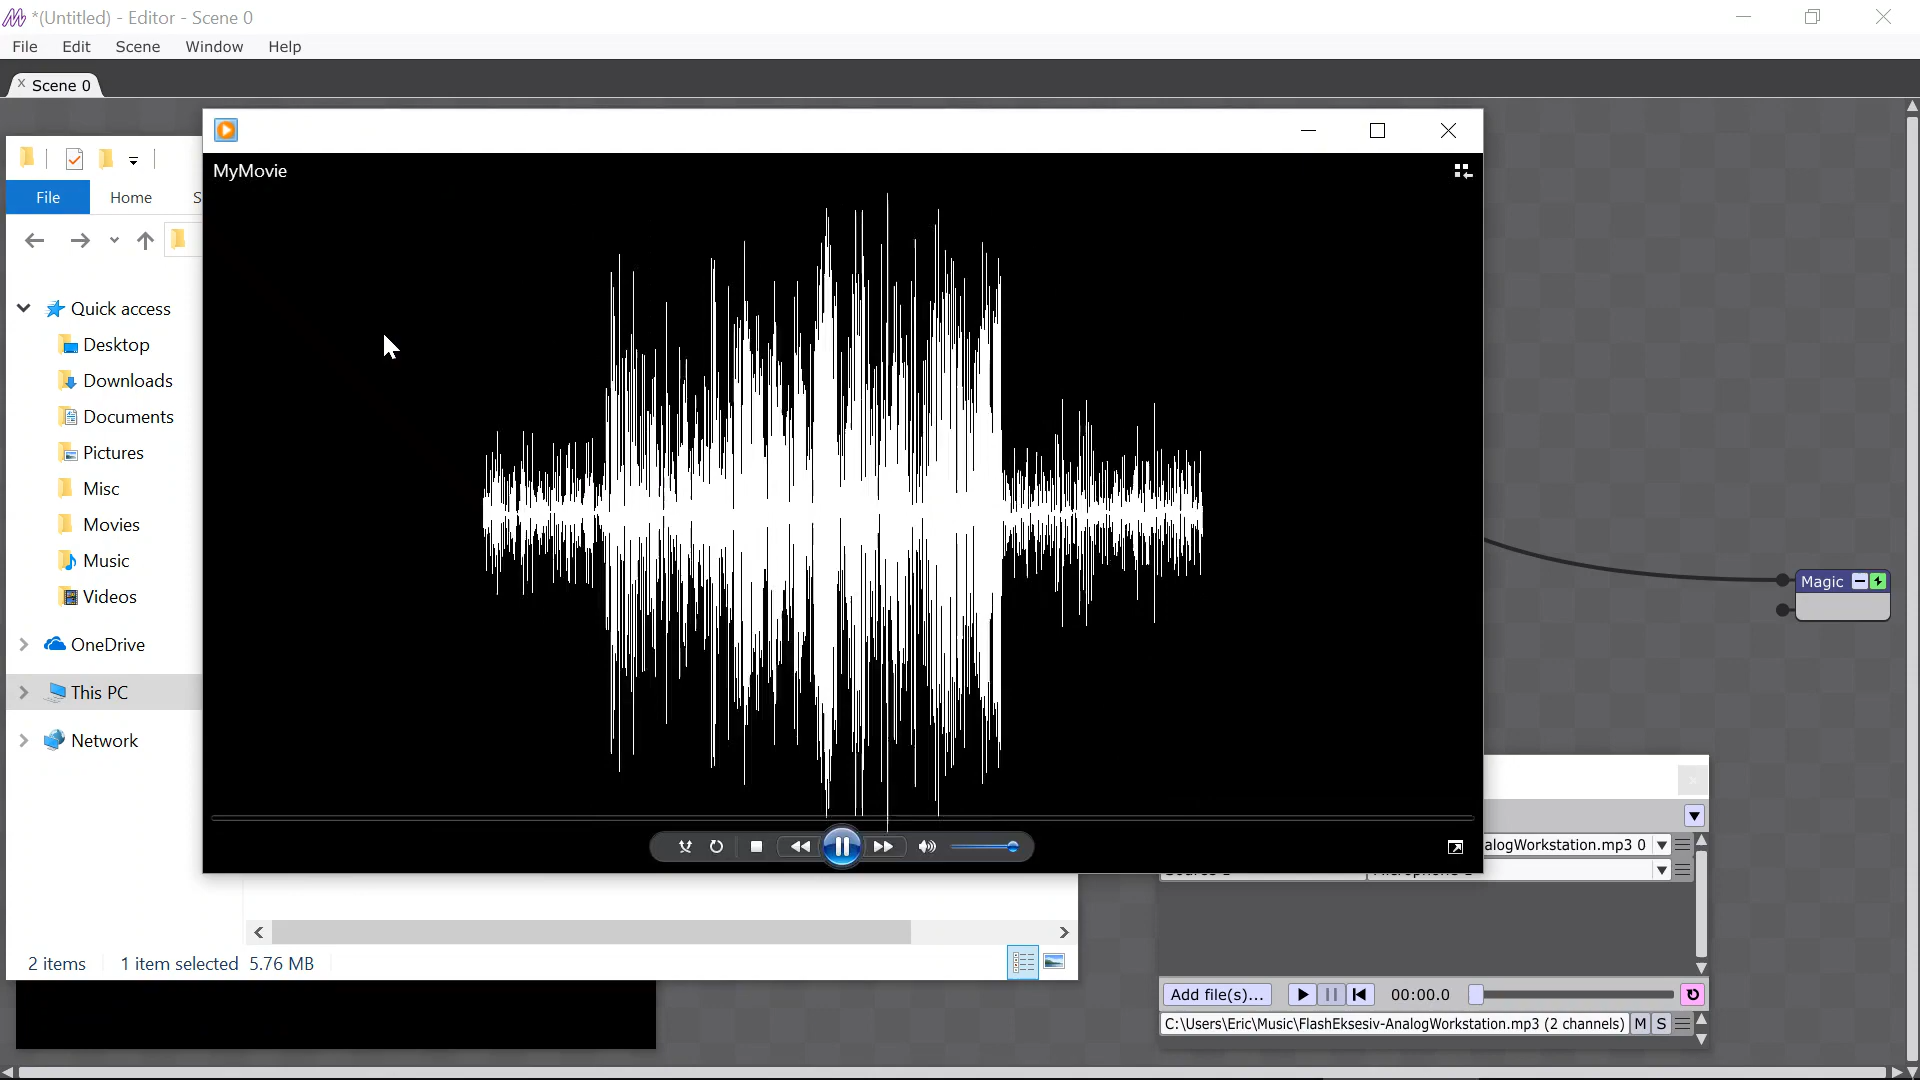 *(Untitled) - Editor - Scene 0
File Edit Scene Window Help
x Scene 0
File Home S
MyMovie
Quick access
Desktop
Downloads
Documents
Pictures
Misc
Movies
Music
Videos
OneDrive
This PC
Network
Magic
alogWorkstation.mp3 0
2 items 1 item selected 5.76 MB
Add file(s)... 00:00.0
C:\Users\Eric\Music\FlashEksesiv-AnalogWorkstation.mp3 (2 channels) M S